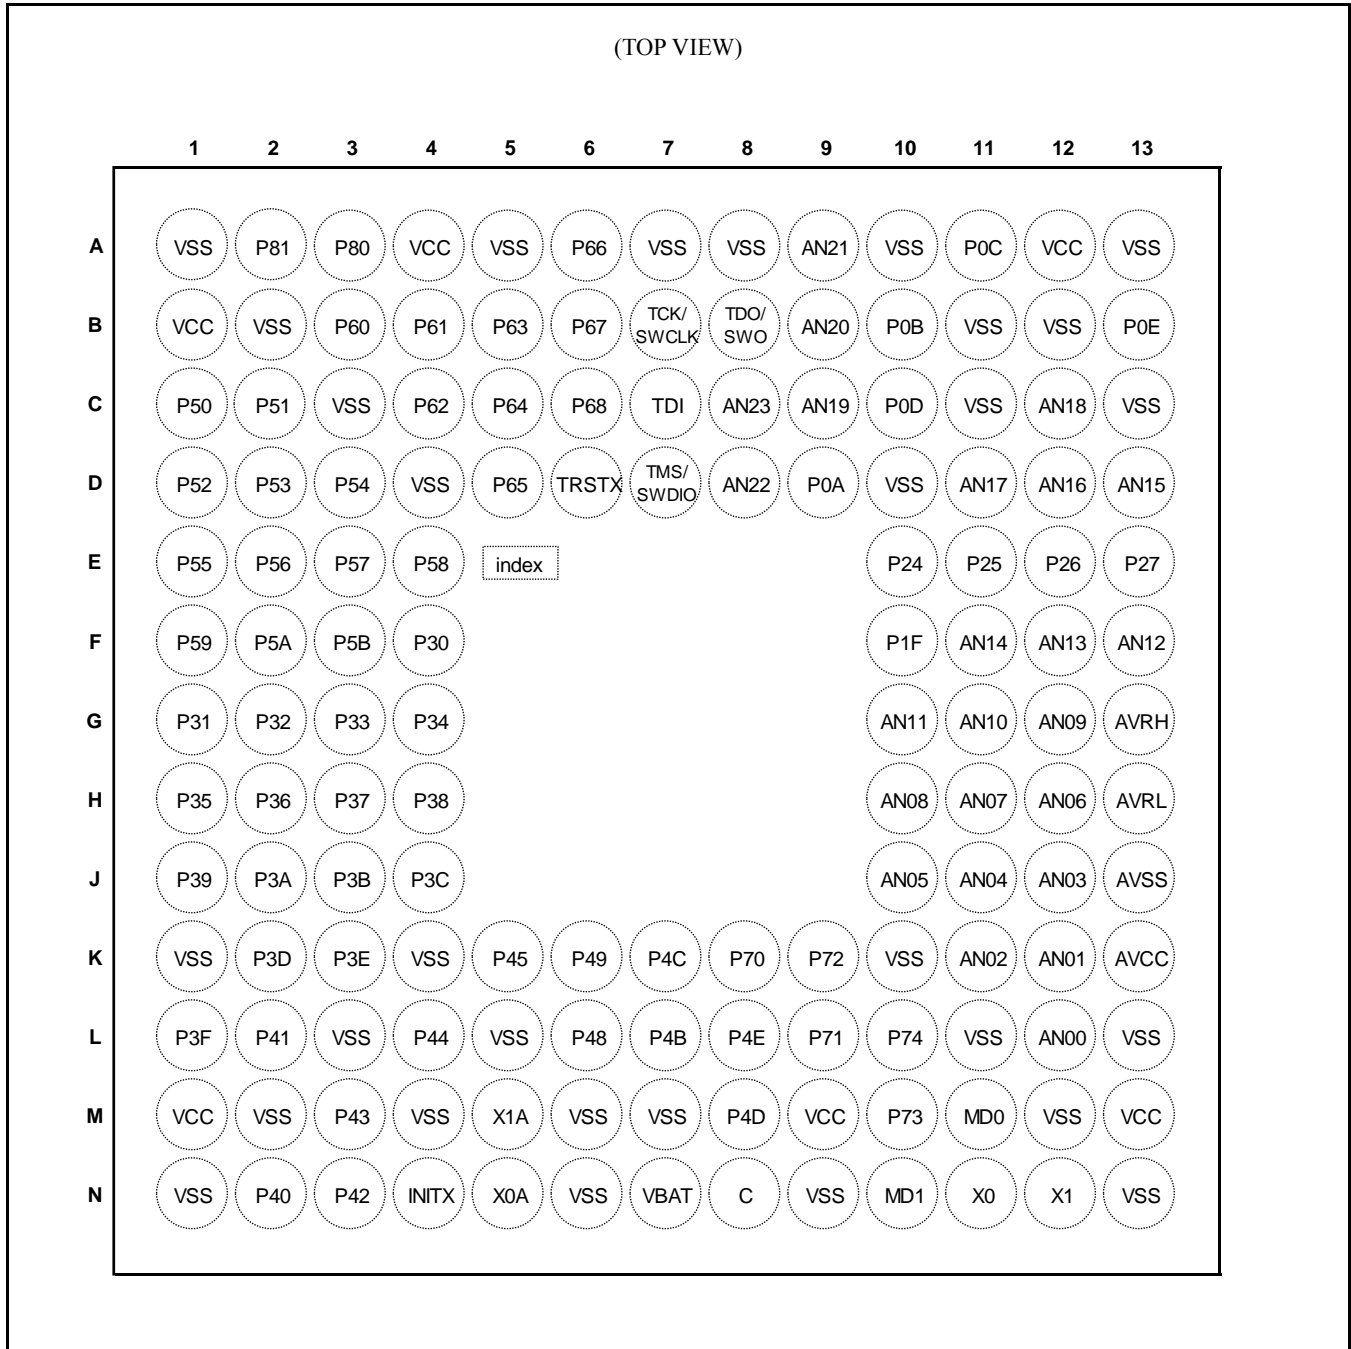 (TOP VIEW)
1 2 3 4 5 6 7 8 9 10 11 12 13
A VSS P81 P80 VCC VSS P66 VSS VSS AN21 VSS P0C VCC VSS
B VCC VSS P60 P61 P63 P67 TCK/SWCLK TDO/SWO AN20 P0B VSS VSS P0E
C P50 P51 VSS P62 P64 P68 TDI AN23 AN19 P0D VSS AN18 VSS
D P52 P53 P54 VSS P65 TRSTX TMS/SWDIO AN22 P0A VSS AN17 AN16 AN15
E P55 P56 P57 P58 index P24 P25 P26 P27
F P59 P5A P5B P30 P1F AN14 AN13 AN12
G P31 P32 P33 P34 AN11 AN10 AN09 AVRH
H P35 P36 P37 P38 AN08 AN07 AN06 AVRL
J P39 P3A P3B P3C AN05 AN04 AN03 AVSS
K VSS P3D P3E VSS P45 P49 P4C P70 P72 VSS AN02 AN01 AVCC
L P3F P41 VSS P44 VSS P48 P4B P4E P71 P74 VSS AN00 VSS
M VCC VSS P43 VSS X1A VSS VSS P4D VCC P73 MD0 VSS VCC
N VSS P40 P42 INITX X0A VSS VBAT C VSS MD1 X0 X1 VSS